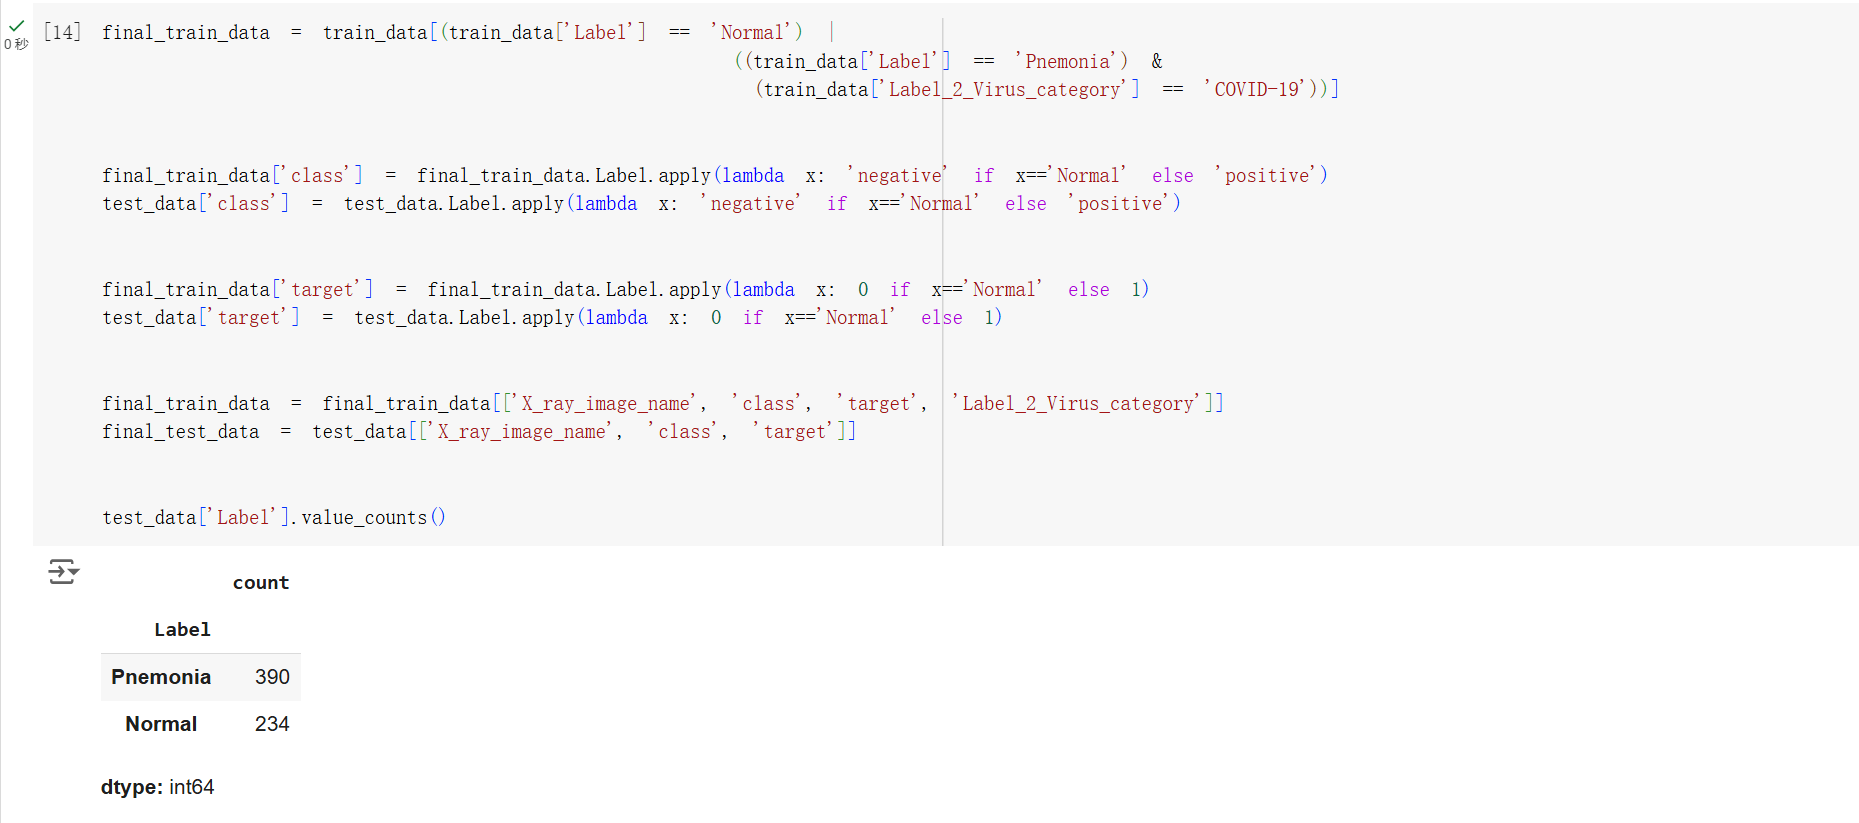 [14] final_train_data = train_data[(train_data['Label'] == 'Normal') |
((train_data['Label'] == 'Pnemonia') &
(train_data['Label_2_Virus_category'] == 'COVID-19'))]
0 秒
final_train_data['class'] = final_train_data.Label.apply(lambda x: 'negative' if x=='Normal' else 'positive')
test_data['class'] = test_data.Label.apply(lambda x: 'negative' if x=='Normal' else 'positive')
final_train_data['target'] = final_train_data.Label.apply(lambda x: 0 if x=='Normal' else 1)
test_data['target'] = test_data.Label.apply(lambda x: 0 if x=='Normal' else 1)
final_train_data = final_train_data[['X_ray_image_name', 'class', 'target', 'Label_2_Virus_category']]
final_test_data = test_data[['X_ray_image_name', 'class', 'target']]
test_data['Label'].value_counts()
count
Label
Pnemonia 390
Normal 234
dtype: int64